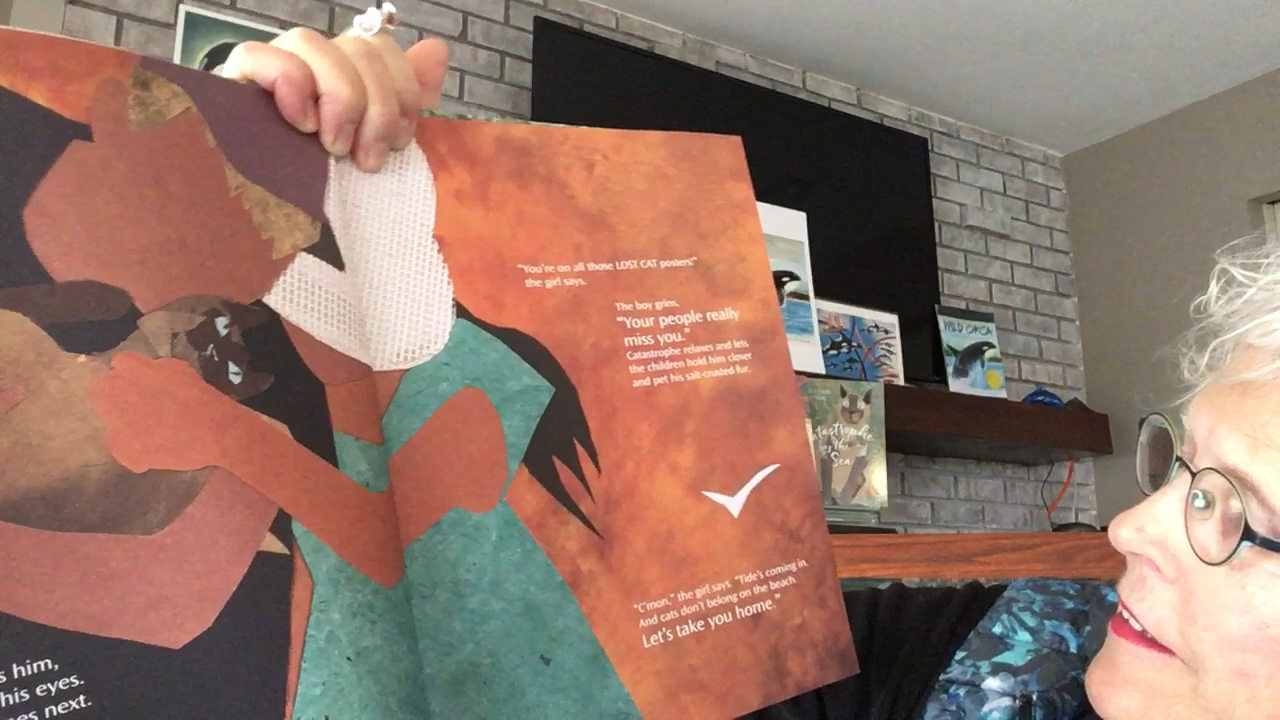 "You're on all those LOST CAT posters!"
the girl says.
The boy grins.
"Your people really
miss you."
Catastrophe relaxes and lets
the children hold him closer
and pet his salt-crusted fur.
"C'mon," the girl says. "Tide's coming in.
And cats don't belong on the beach.
Let's take you home."
him,
his eyes.
next.
WILD ORCA
by the
Sea